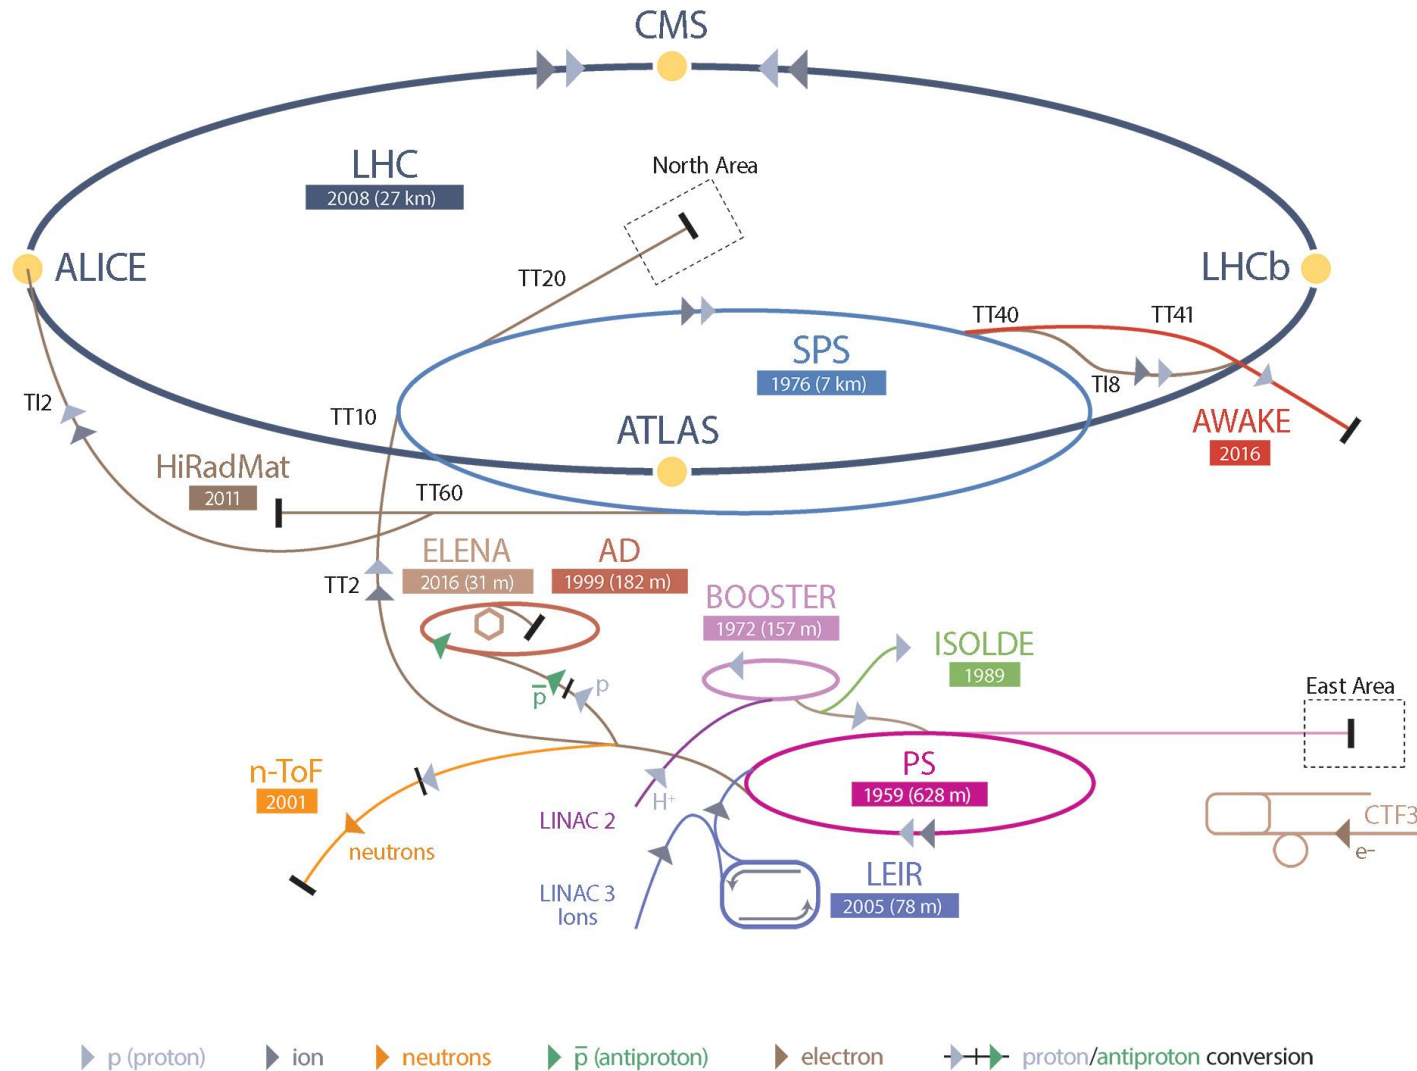 CMS
LHC
2008 (27 km)
North Area
ALICE
LHCb
TT20
TT40
TT41
SPS
1976 (7 km)
TI8
TI2
TT10
ATLAS
AWAKE
2016
HiRadMat
2011
TT60
ELENA
2016 (31 m)
AD
1999 (182 m)
TT2
BOOSTER
1972 (157 m)
ISOLDE
1989
p
p̅
East Area
n-ToF
2001
PS
1959 (628 m)
H⁺
LINAC 2
CTF3
e⁻
neutrons
LEIR
2005 (78 m)
LINAC 3
Ions
p (proton)
ion
neutrons
p̅ (antiproton)
electron
proton/antiproton conversion